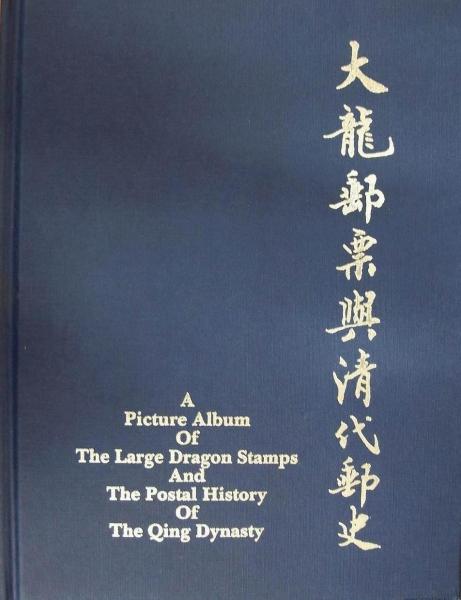 大龍郵票與清代郵史
A
Picture Album
Of
The Large Dragon Stamps
And
The Postal History
Of
The Qing Dynasty